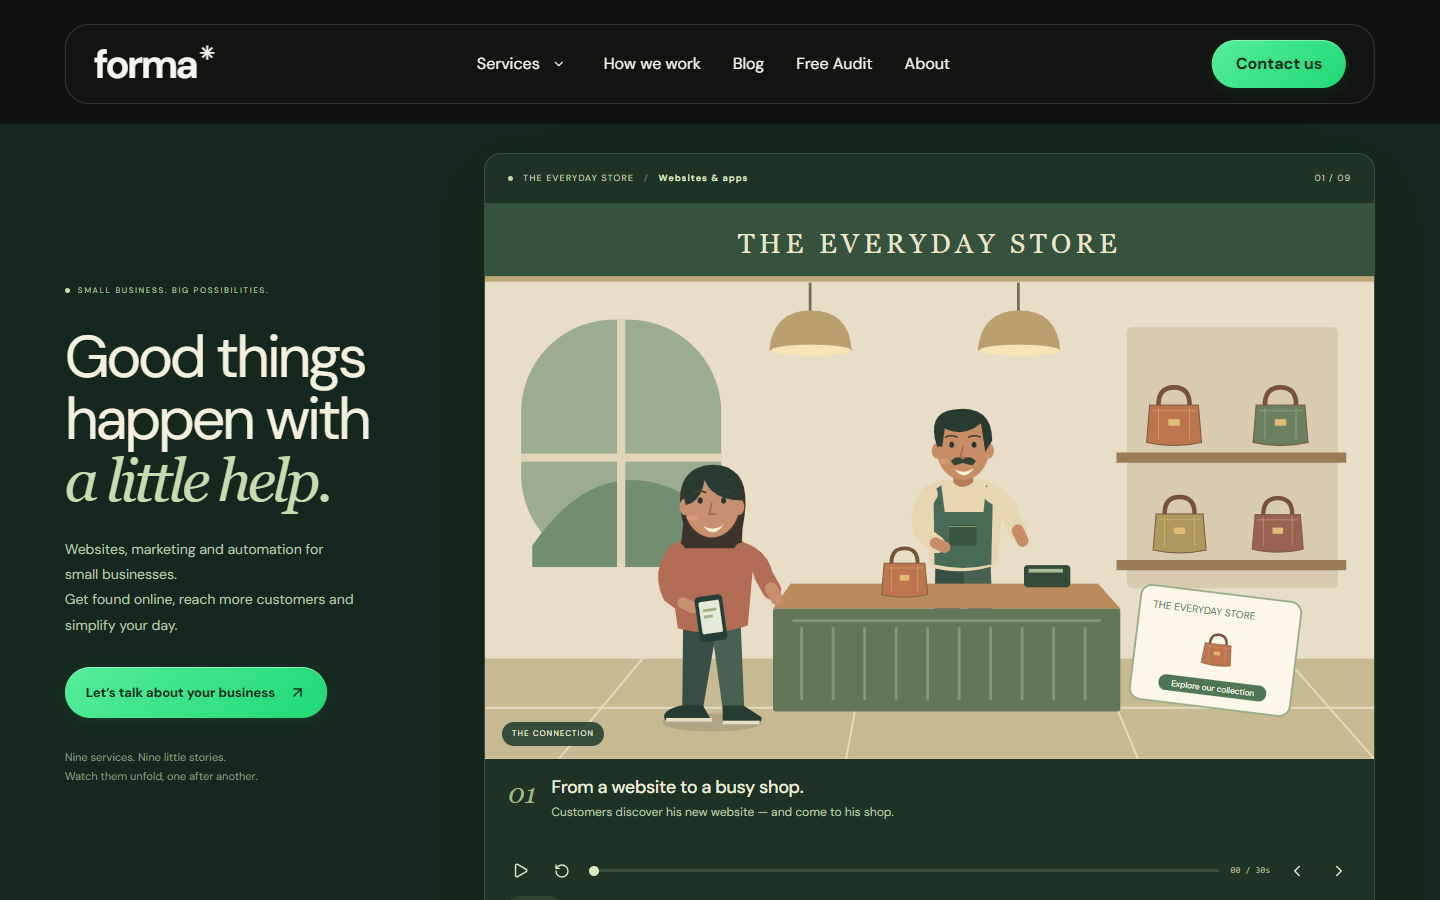 forma*
Services
How we work
Blog
Free Audit
About
Contact us
THE EVERYDAY STORE / Websites & apps
01 / 09
THE EVERYDAY STORE
SMALL BUSINESS. BIG POSSIBILITIES.
Good things
happen with
a little help.
Websites, marketing and automation for
small businesses.
Get found online, reach more customers and
simplify your day.
Let's talk about your business
Nine services. Nine little stories.
Watch them unfold, one after another.
THE EVERYDAY STORE
Explore our collection
THE CONNECTION
01
From a website to a busy shop.
Customers discover his new website — and come to his shop.
00 / 30s